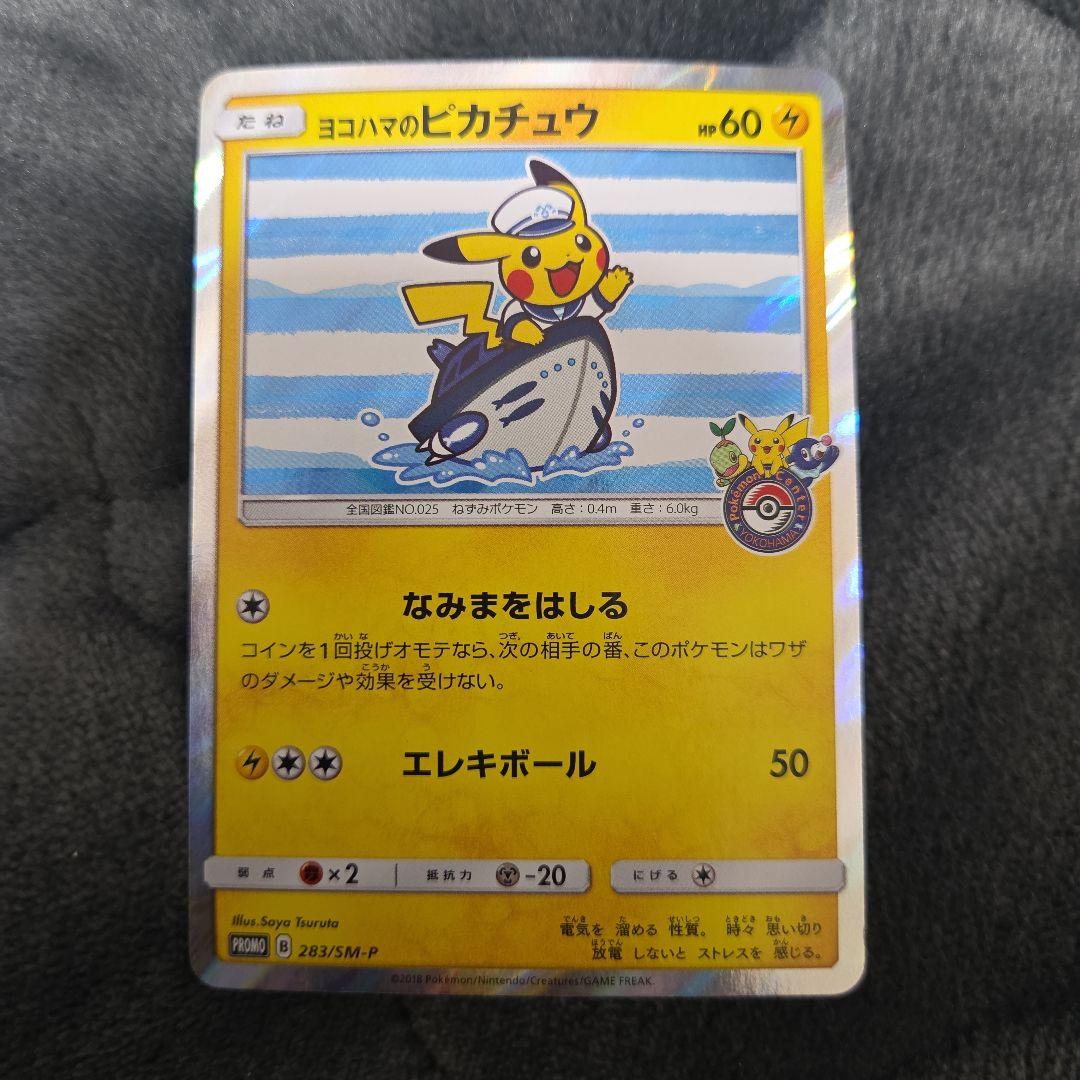 たね ヨコハマのピカチュウ HP60
Pokémon Center
YOKOHAMA
全国図鑑NO.025 ねずみポケモン 高さ:0.4m 重さ:6.0kg
なみまをはしる
コインを1回投げオモテなら、次の相手の番、このポケモンはワザ
のダメージや効果を受けない。
エレキボール 50
弱点 ×2 抵抗力 -20 にげる
Illus.Saya Tsuruta
電気を 溜める 性質。 時々 思い切り
放電 しないと ストレスを 感じる。
PROMO B 283/SM-P
©2018 Pokémon/Nintendo/Creatures/GAME FREAK.